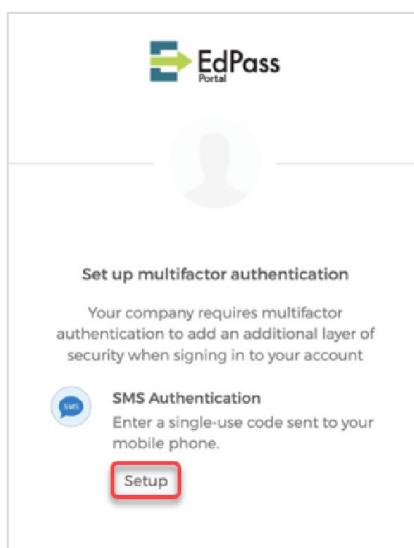 EdPass
Portal
Set up multifactor authentication
Your company requires multifactor
authentication to add an additional layer of
security when signing in to your account
SMS
SMS Authentication
Enter a single-use code sent to your
mobile phone.
Setup